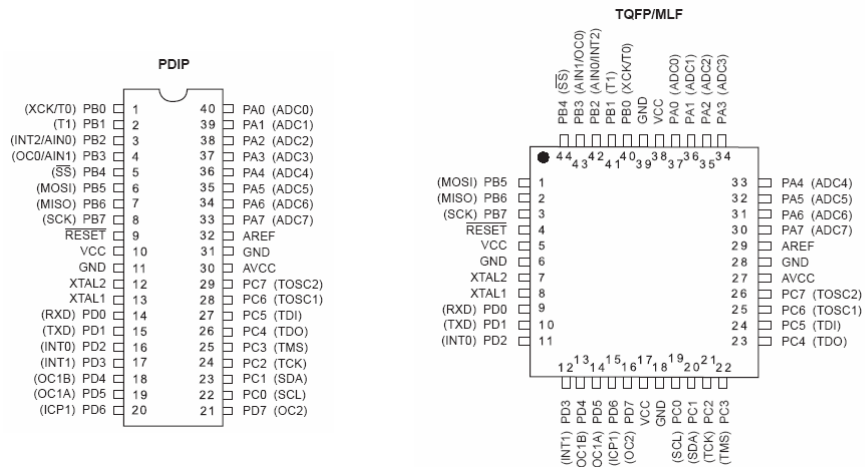 PDIP
(XCK/T0) PB0 1 40 PA0 (ADC0)
(T1) PB1 2 39 PA1 (ADC1)
(INT2/AIN0) PB2 3 38 PA2 (ADC2)
(OC0/AIN1) PB3 4 37 PA3 (ADC3)
(SS) PB4 5 36 PA4 (ADC4)
(MOSI) PB5 6 35 PA5 (ADC5)
(MISO) PB6 7 34 PA6 (ADC6)
(SCK) PB7 8 33 PA7 (ADC7)
RESET 9 32 AREF
VCC 10 31 GND
GND 11 30 AVCC
XTAL2 12 29 PC7 (TOSC2)
XTAL1 13 28 PC6 (TOSC1)
(RXD) PD0 14 27 PC5 (TDI)
(TXD) PD1 15 26 PC4 (TDO)
(INT0) PD2 16 25 PC3 (TMS)
(INT1) PD3 17 24 PC2 (TCK)
(OC1B) PD4 18 23 PC1 (SDA)
(OC1A) PD5 19 22 PC0 (SCL)
(ICP1) PD6 20 21 PD7 (OC2)
TQFP/MLF
PB4 (SS)
PB3 (AIN1/OC0)
PB2 (AIN0/INT2)
PB1 (T1)
PB0 (XCK/T0)
GND
VCC
PA0 (ADC0)
PA1 (ADC1)
PA2 (ADC2)
PA3 (ADC3)
44 43 42 41 40 39 38 37 36 35 34
(MOSI) PB5 1 33 PA4 (ADC4)
(MISO) PB6 2 32 PA5 (ADC5)
(SCK) PB7 3 31 PA6 (ADC6)
RESET 4 30 PA7 (ADC7)
VCC 5 29 AREF
GND 6 28 GND
XTAL2 7 27 AVCC
XTAL1 8 26 PC7 (TOSC2)
(RXD) PD0 9 25 PC6 (TOSC1)
(TXD) PD1 10 24 PC5 (TDI)
(INT0) PD2 11 23 PC4 (TDO)
12 13 14 15 16 17 18 19 20 21 22
(INT1) PD3
(OC1B) PD4
(OC1A) PD5
(ICP1) PD6
(OC2) PD7
VCC
GND
(SCL) PC0
(SDA) PC1
(TCK) PC2
(TMS) PC3